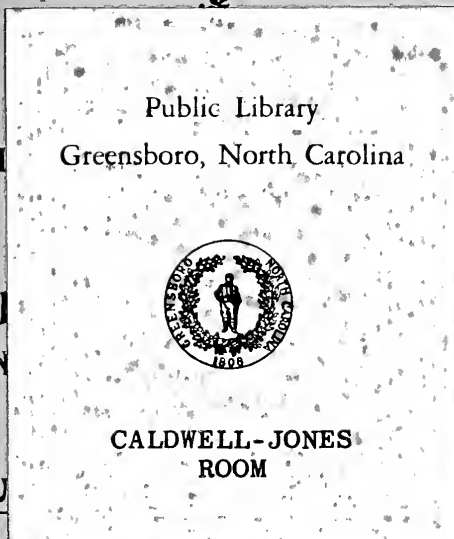 Public Library
Greensboro, North Carolina
GREENSBORO NORTH CAROLINA
1808
CALDWELL-JONES
ROOM